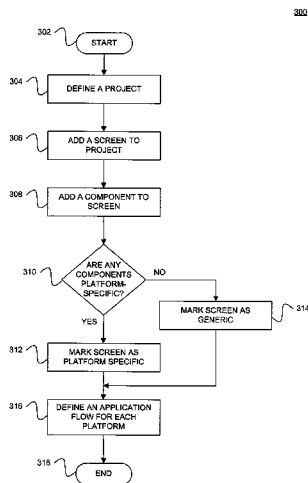 300
302
START
304
DEFINE A PROJECT
306
ADD A SCREEN TO
PROJECT
308
ADD A COMPONENT TO
SCREEN
310
ARE ANY
COMPONENTS
PLATFORM-
SPECIFIC?
NO
YES
MARK SCREEN AS
GENERIC
314
312
MARK SCREEN AS
PLATFORM SPECIFIC
316
DEFINE AN APPLICATION
FLOW FOR EACH
PLATFORM
318
END